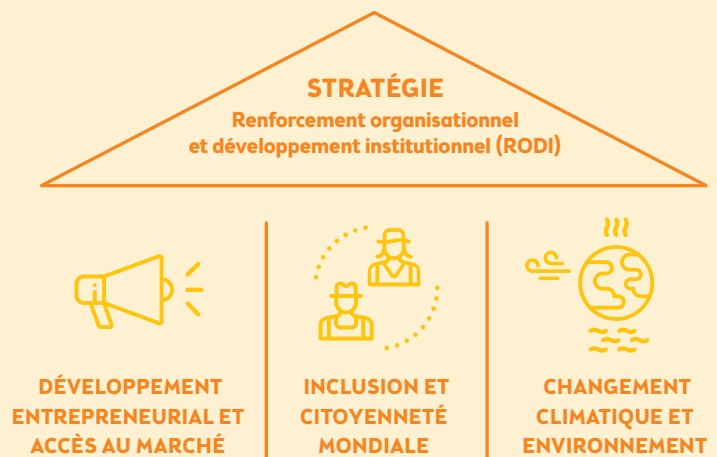 STRATÉGIE
Renforcement organisationnel
et développement institutionnel (RODI)
DÉVELOPPEMENT
ENTREPRENEURIAL ET
ACCÈS AU MARCHÉ
INCLUSION ET
CITOYENNETÉ
MONDIALE
CHANGEMENT
CLIMATIQUE ET
ENVIRONNEMENT